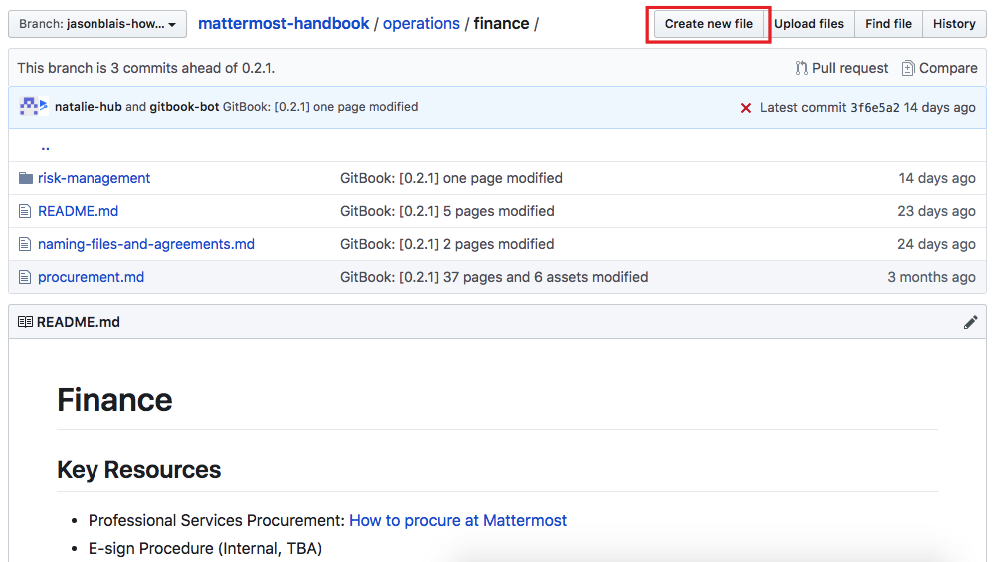 Branch: jasonblais-how... mattermost-handbook / operations / finance / Create new file Upload files Find file History
This branch is 3 commits ahead of 0.2.1. Pull request Compare
natalie-hub and gitbook-bot GitBook: [0.2.1] one page modified Latest commit 3f6e5a2 14 days ago
..
risk-management GitBook: [0.2.1] one page modified 14 days ago
README.md GitBook: [0.2.1] 5 pages modified 23 days ago
naming-files-and-agreements.md GitBook: [0.2.1] 2 pages modified 24 days ago
procurement.md GitBook: [0.2.1] 37 pages and 6 assets modified 3 months ago
README.md
Finance
Key Resources
• Professional Services Procurement: How to procure at Mattermost
• E-sign Procedure (Internal, TBA)